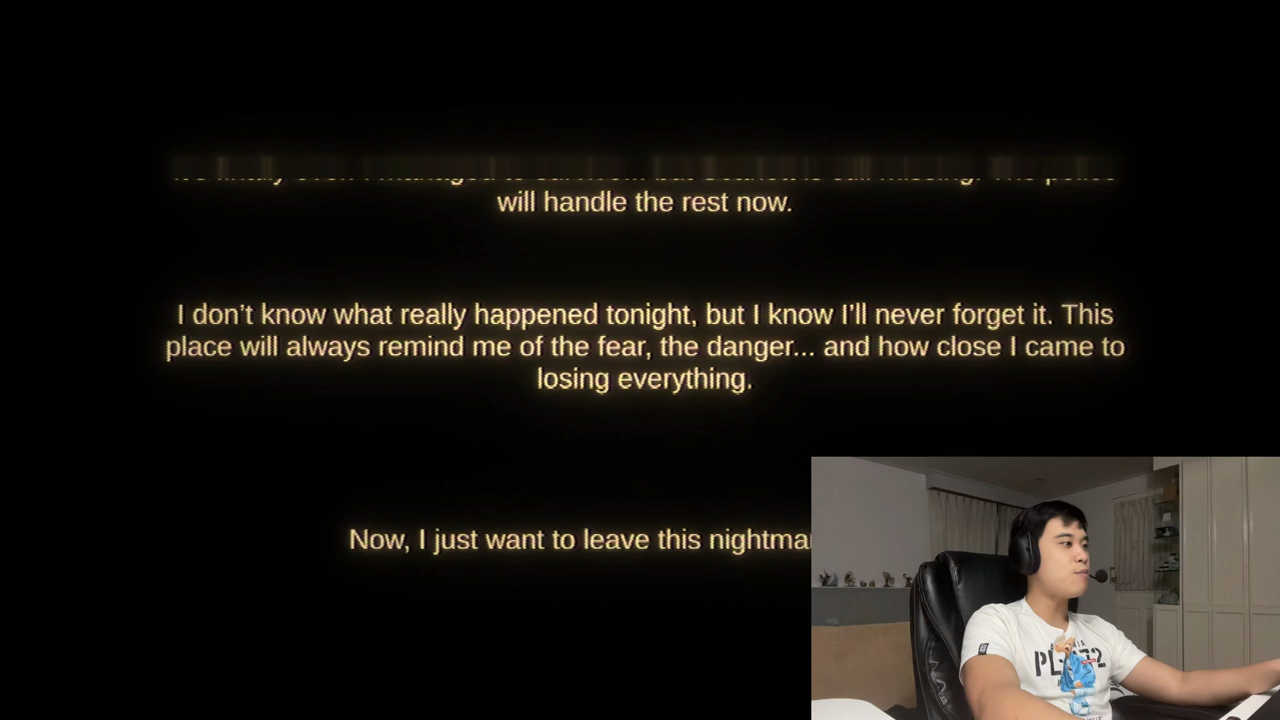 will handle the rest now.
I don’t know what really happened tonight, but I know I’ll never forget it. This
place will always remind me of the fear, the danger... and how close I came to
losing everything.
Now, I just want to leave this